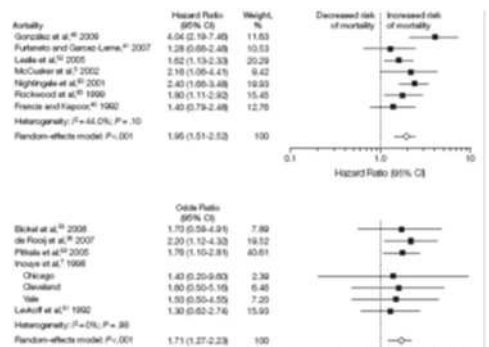 Mortality
Hazard Ratio (95% CI)
Weight, %
Decreased risk of mortality
Increased risk of mortality
González et al, 2009 4.04 (2.19-7.46) 11.63
Furlaneto and Garcez-Leme, 2007 1.28 (0.66-2.48) 10.53
Leslie et al, 2005 1.62 (1.13-2.33) 20.29
McCusker et al, 2002 2.16 (1.06-4.41) 9.42
Nightingale et al, 2001 2.40 (1.66-3.48) 19.93
Rockwood et al, 1999 1.80 (1.11-2.92) 15.45
Francis and Kapoor, 1992 1.40 (0.79-2.48) 12.76
Heterogeneity: I²=44.0%; P=.10
Random-effects model: P<.001 1.95 (1.51-2.52) 100
0.1 1.0 10
Hazard Ratio (95% CI)
Odds Ratio (95% CI)
Bickel et al, 2008 1.70 (0.59-4.91) 7.89
de Rooij et al, 2007 2.20 (1.12-4.32) 19.52
Pitkala et al, 2005 1.76 (1.10-2.81) 40.61
Inouye et al, 1998
Chicago 1.40 (0.20-9.80) 2.39
Cleveland 1.60 (0.50-5.16) 6.46
Yale 1.50 (0.50-4.55) 7.20
Levkoff et al, 1992 1.30 (0.62-2.74) 15.93
Heterogeneity: I²=0%; P=.98
Random-effects model: P<.001 1.71 (1.27-2.23) 100